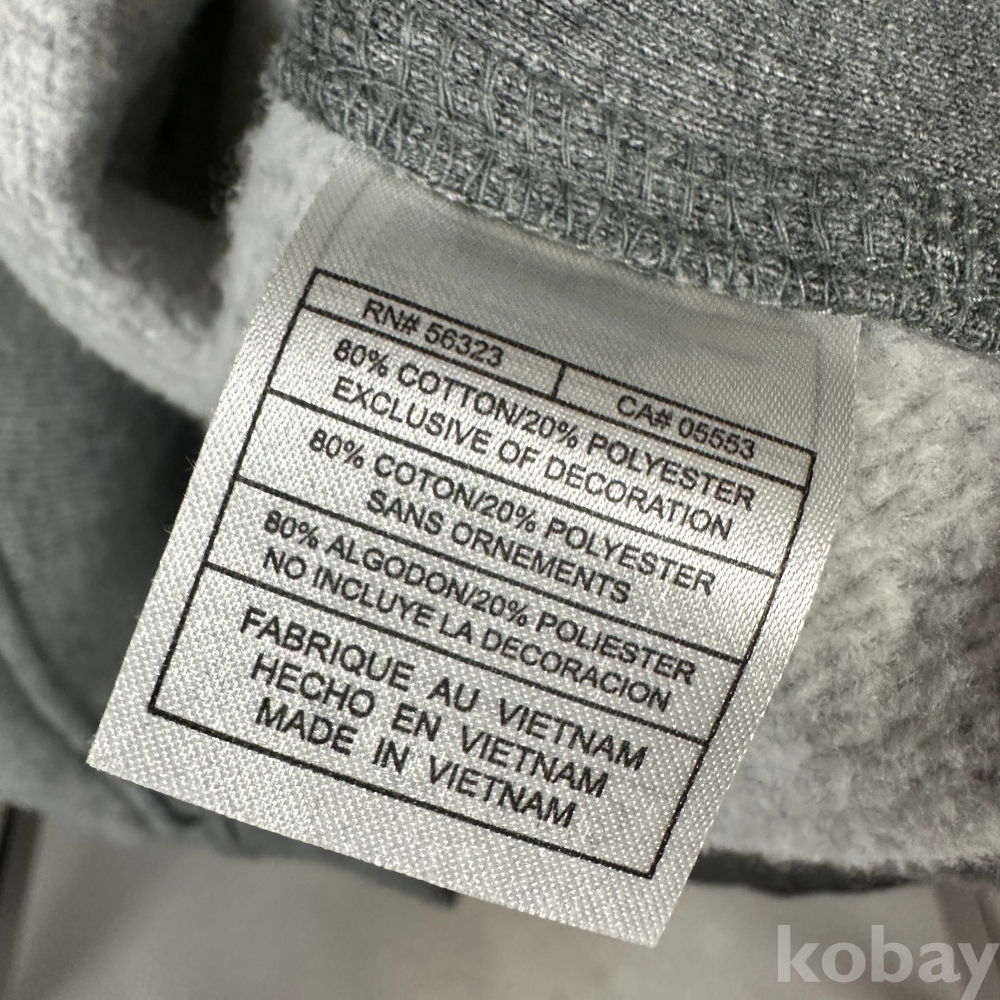 RN# 56323
CA# 05553
80% COTTON/20% POLYESTER
EXCLUSIVE OF DECORATION
80% COTON/20% POLYESTER
SANS ORNEMENTS
80% ALGODON/20% POLIESTER
NO INCLUYE LA DECORACION
FABRIQUE AU VIETNAM
HECHO EN VIETNAM
MADE IN VIETNAM
kobay